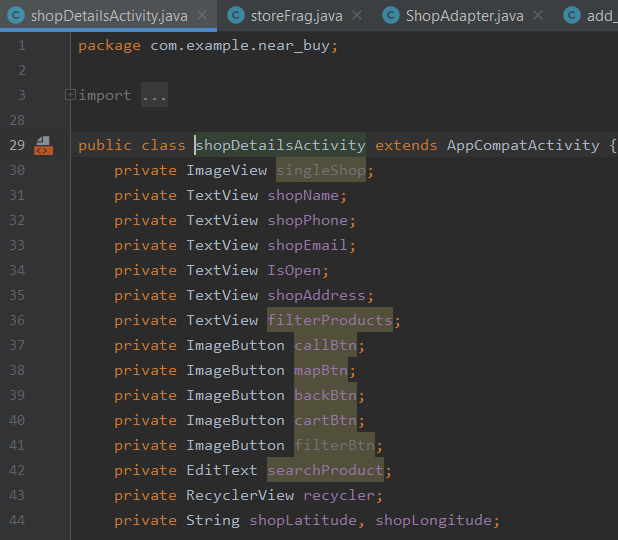 shopDetailsActivity.java storeFrag.java ShopAdapter.java add_
1 package com.example.near_buy;
2
3 import ...
28
29 public class shopDetailsActivity extends AppCompatActivity {
30 private ImageView singleShop;
31 private TextView shopName;
32 private TextView shopPhone;
33 private TextView shopEmail;
34 private TextView IsOpen;
35 private TextView shopAddress;
36 private TextView filterProducts;
37 private ImageButton callBtn;
38 private ImageButton mapBtn;
39 private ImageButton backBtn;
40 private ImageButton cartBtn;
41 private ImageButton filterBtn;
42 private EditText searchProduct;
43 private RecyclerView recycler;
44 private String shopLatitude, shopLongitude;